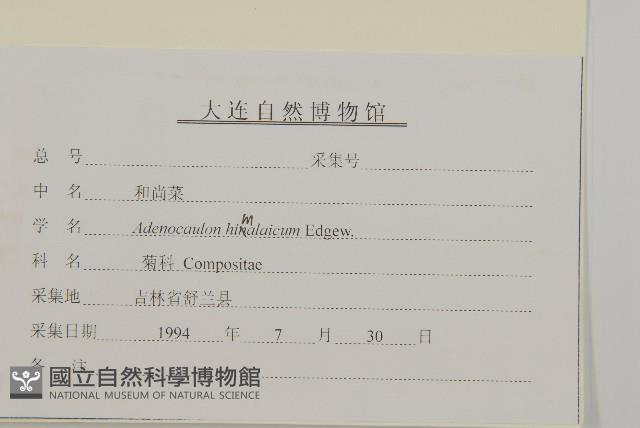 大连自然博物馆
总 号 采集号
中 名 和尚菜
学 名 Adenocaulon himalaicum Edgew.
科 名 菊科 Compositae
采集地 吉林省舒兰县
采集日期 1994 年 7 月 30 日
备 注
國立自然科學博物館
NATIONAL MUSEUM OF NATURAL SCIENCE